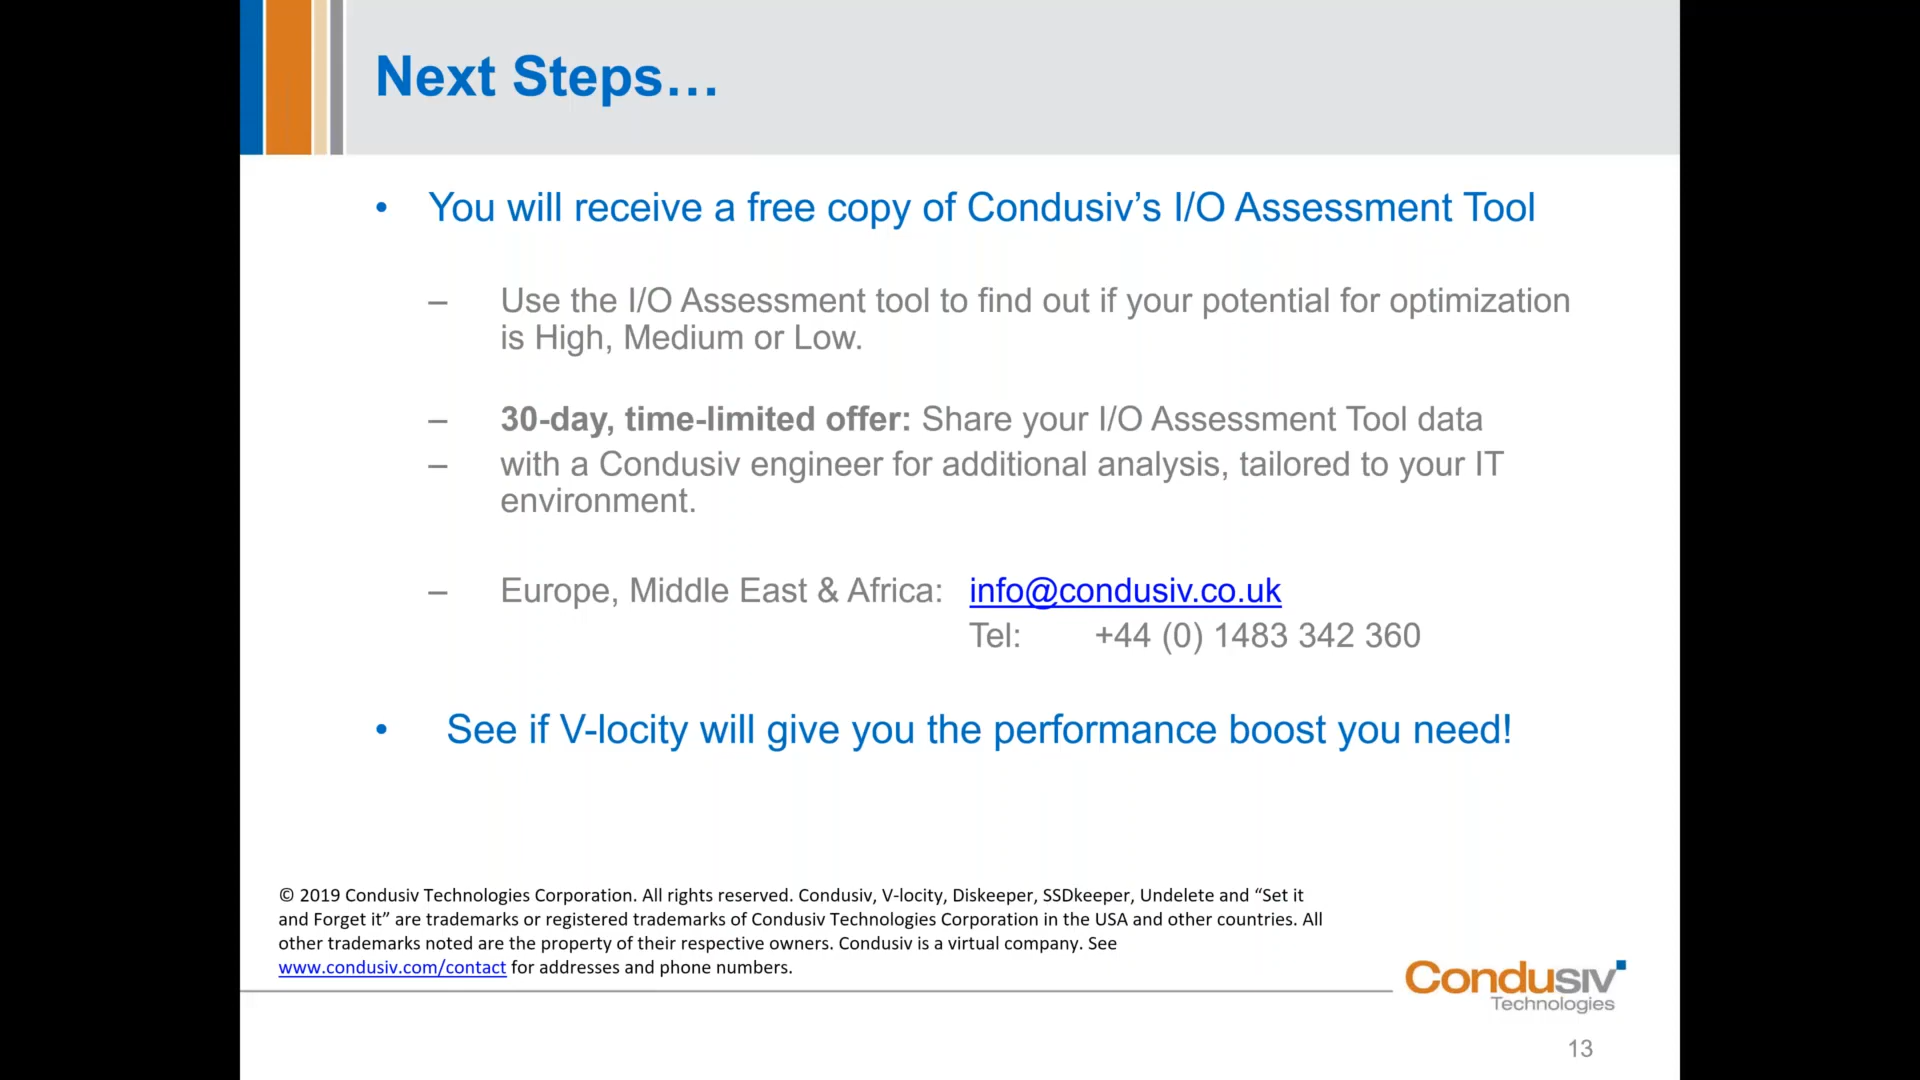 Next Steps…
• You will receive a free copy of Condusiv’s I/O Assessment Tool
– Use the I/O Assessment tool to find out if your potential for optimization
is High, Medium or Low.
– 30-day, time-limited offer: Share your I/O Assessment Tool data
– with a Condusiv engineer for additional analysis, tailored to your IT
environment.
– Europe, Middle East & Africa: info@condusiv.co.uk
Tel: +44 (0) 1483 342 360
• See if V-locity will give you the performance boost you need!
© 2019 Condusiv Technologies Corporation. All rights reserved. Condusiv, V-locity, Diskeeper, SSDkeeper, Undelete and “Set it
and Forget it” are trademarks or registered trademarks of Condusiv Technologies Corporation in the USA and other countries. All
other trademarks noted are the property of their respective owners. Condusiv is a virtual company. See
www.condusiv.com/contact for addresses and phone numbers.
Condusiv
Technologies
13